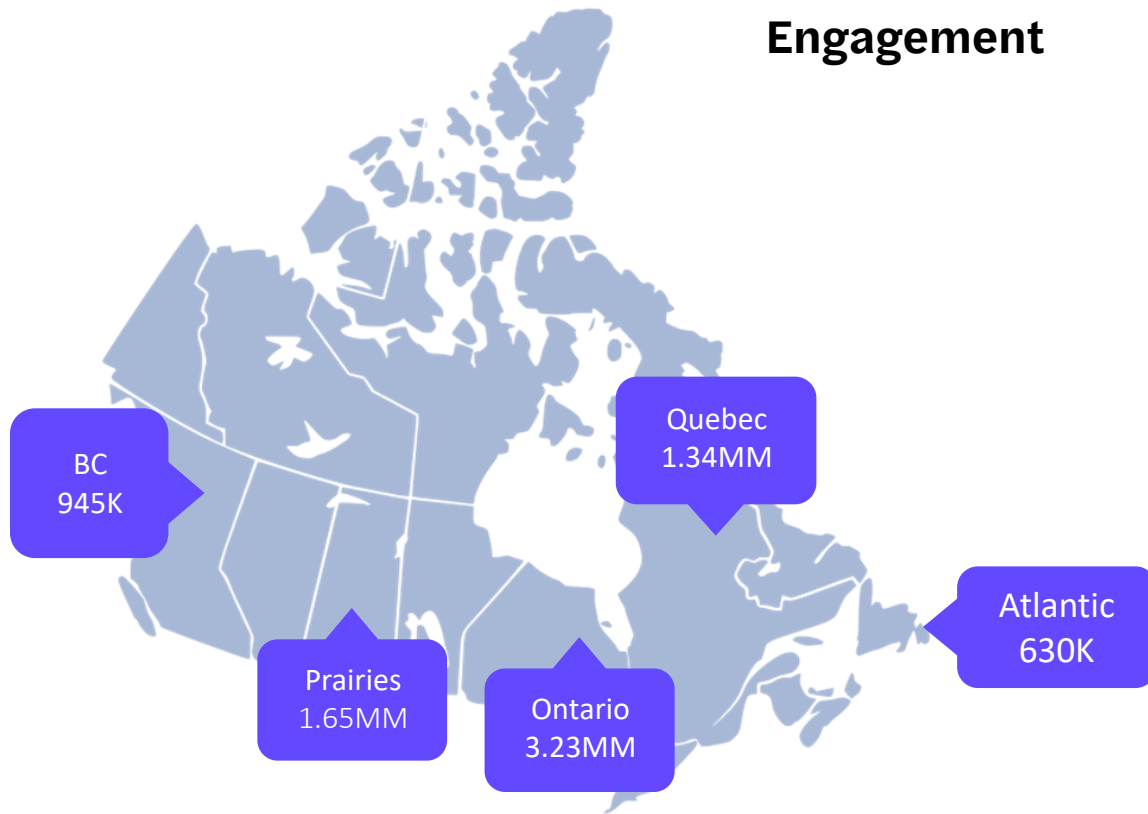 Engagement
Quebec
1.34MM
BC
945K
Atlantic
630K
Prairies
1.65MM
Ontario
3.23MM